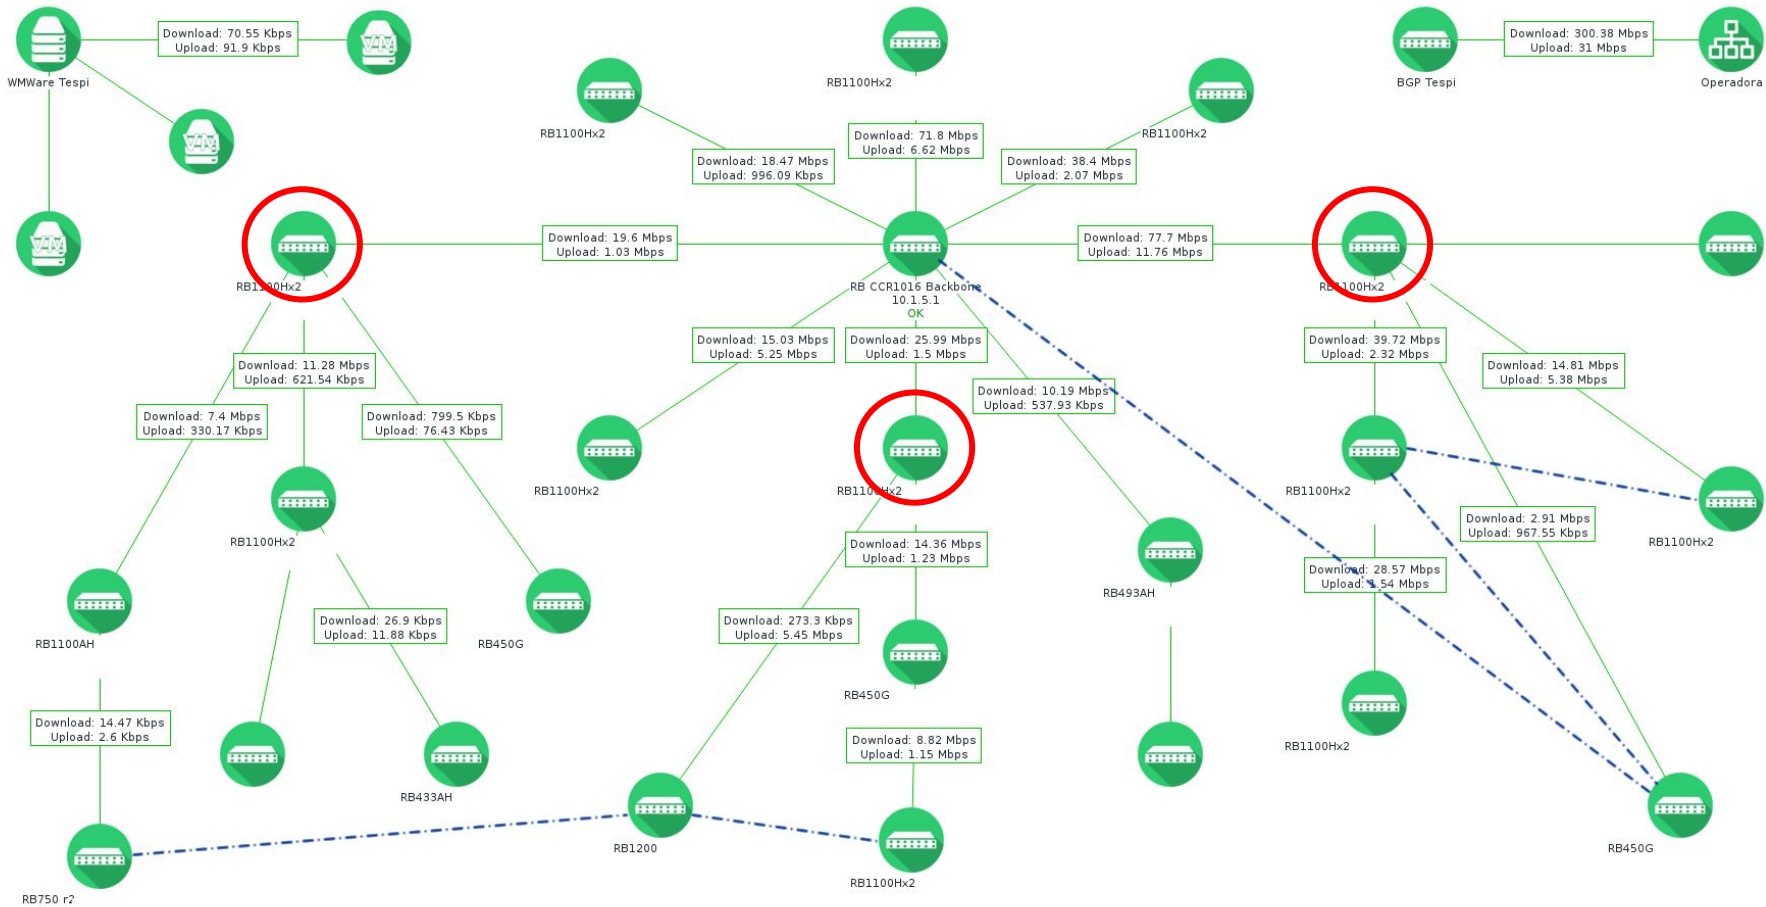 Download: 70.55 Kbps
Upload: 91.9 Kbps
WMWare Tespi
VM
VM
VM
RB1100Hx2
RB1100Hx2
RB1100Hx2
Download: 300.38 Mbps
Upload: 31 Mbps
BGP Tespi
Operadora
Download: 18.47 Mbps
Upload: 996.09 Kbps
Download: 71.8 Mbps
Upload: 6.62 Mbps
Download: 38.4 Mbps
Upload: 2.07 Mbps
Download: 19.6 Mbps
Upload: 1.03 Mbps
Download: 77.7 Mbps
Upload: 11.76 Mbps
RB1100Hx2
RB CCR1016 Backbone
10.1.5.1
OK
RB1100Hx2
Download: 15.03 Mbps
Upload: 5.25 Mbps
Download: 25.99 Mbps
Upload: 1.5 Mbps
Download: 39.72 Mbps
Upload: 2.32 Mbps
Download: 11.28 Mbps
Upload: 621.54 Kbps
Download: 14.81 Mbps
Upload: 5.38 Mbps
Download: 10.19 Mbps
Upload: 537.93 Kbps
Download: 7.4 Mbps
Upload: 330.17 Kbps
Download: 799.5 Kbps
Upload: 76.43 Kbps
RB1100Hx2
RB1100Hx2
RB1100Hx2
Download: 2.91 Mbps
Upload: 967.55 Kbps
RB1100Hx2
RB1100Hx2
Download: 14.36 Mbps
Upload: 1.23 Mbps
Download: 28.57 Mbps
Upload: 1.54 Mbps
RB493AH
Download: 26.9 Kbps
Upload: 11.88 Kbps
Download: 273.3 Kbps
Upload: 5.45 Mbps
RB1100AH
RB450G
RB450G
Download: 14.47 Kbps
Upload: 2.6 Kbps
Download: 8.82 Mbps
Upload: 1.15 Mbps
RB1100Hx2
RB433AH
RB1200
RB450G
RB1100Hx2
RB750 r2